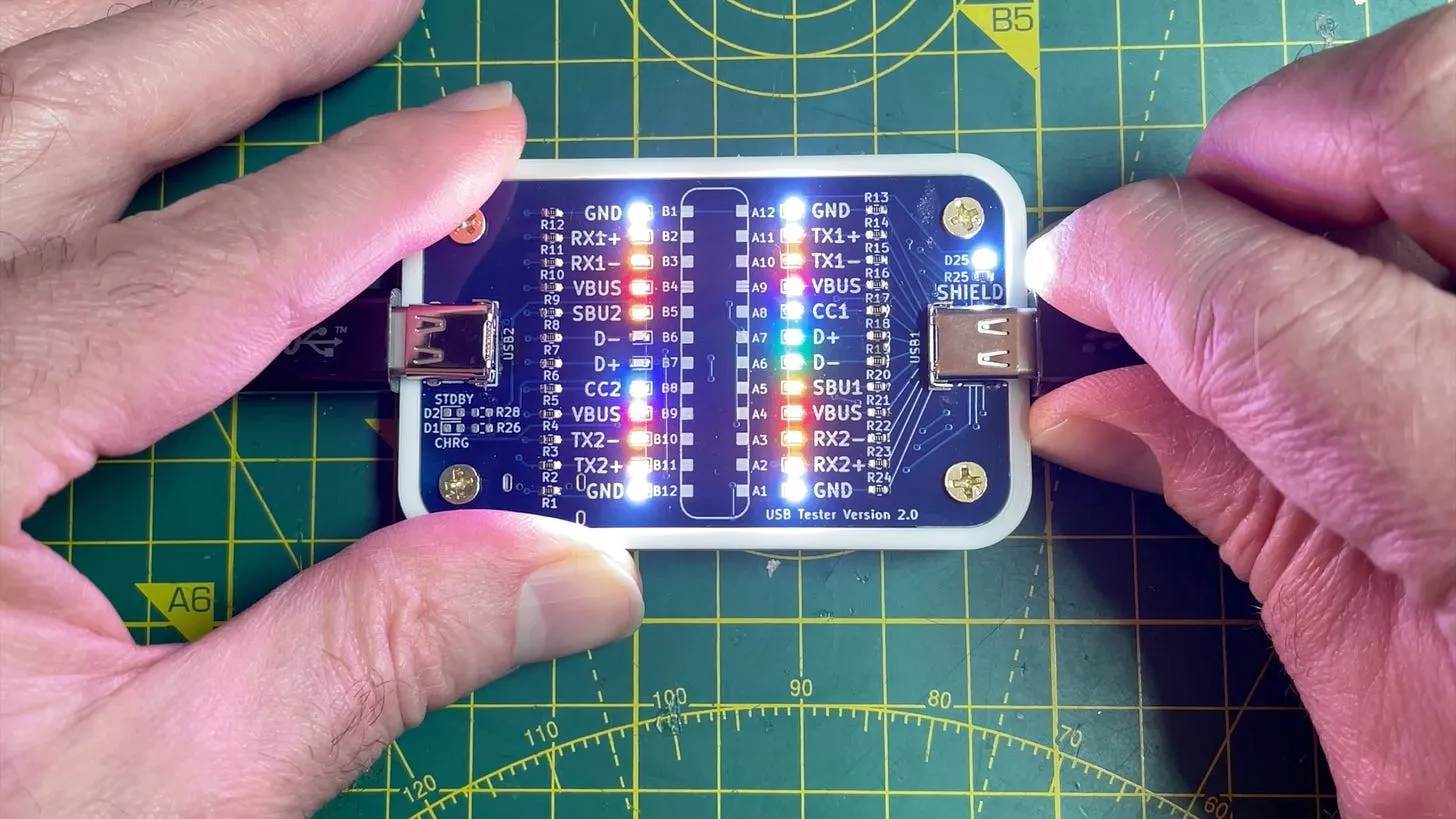 B5
GND B1 A12 GND R13
R12 R14
RX1+ B2 A11 TX1+
R11 R15
RX1- B3 A10 TX1- D25
R10 R16 R25
VBUS B4 A9 VBUS SHIELD
R9 R17
SBU2 B5 A8 CC1
R8 R18
D- B6 A7 D+
USB2 USB1
R7 R19
D+ B7 A6 D-
R6 R20
CC2 B8 A5 SBU1
STDBY R5 R21
D2 R28 VBUS B9 A4 VBUS
D1 R26 R4 R22
CHRG TX2- B10 A3 RX2-
R3 R23
TX2+ B11 A2 RX2+
R2 R24
GND B12 A1 GND
R1
USB Tester Version 2.0
A6
120 110 100 90 80 70 60